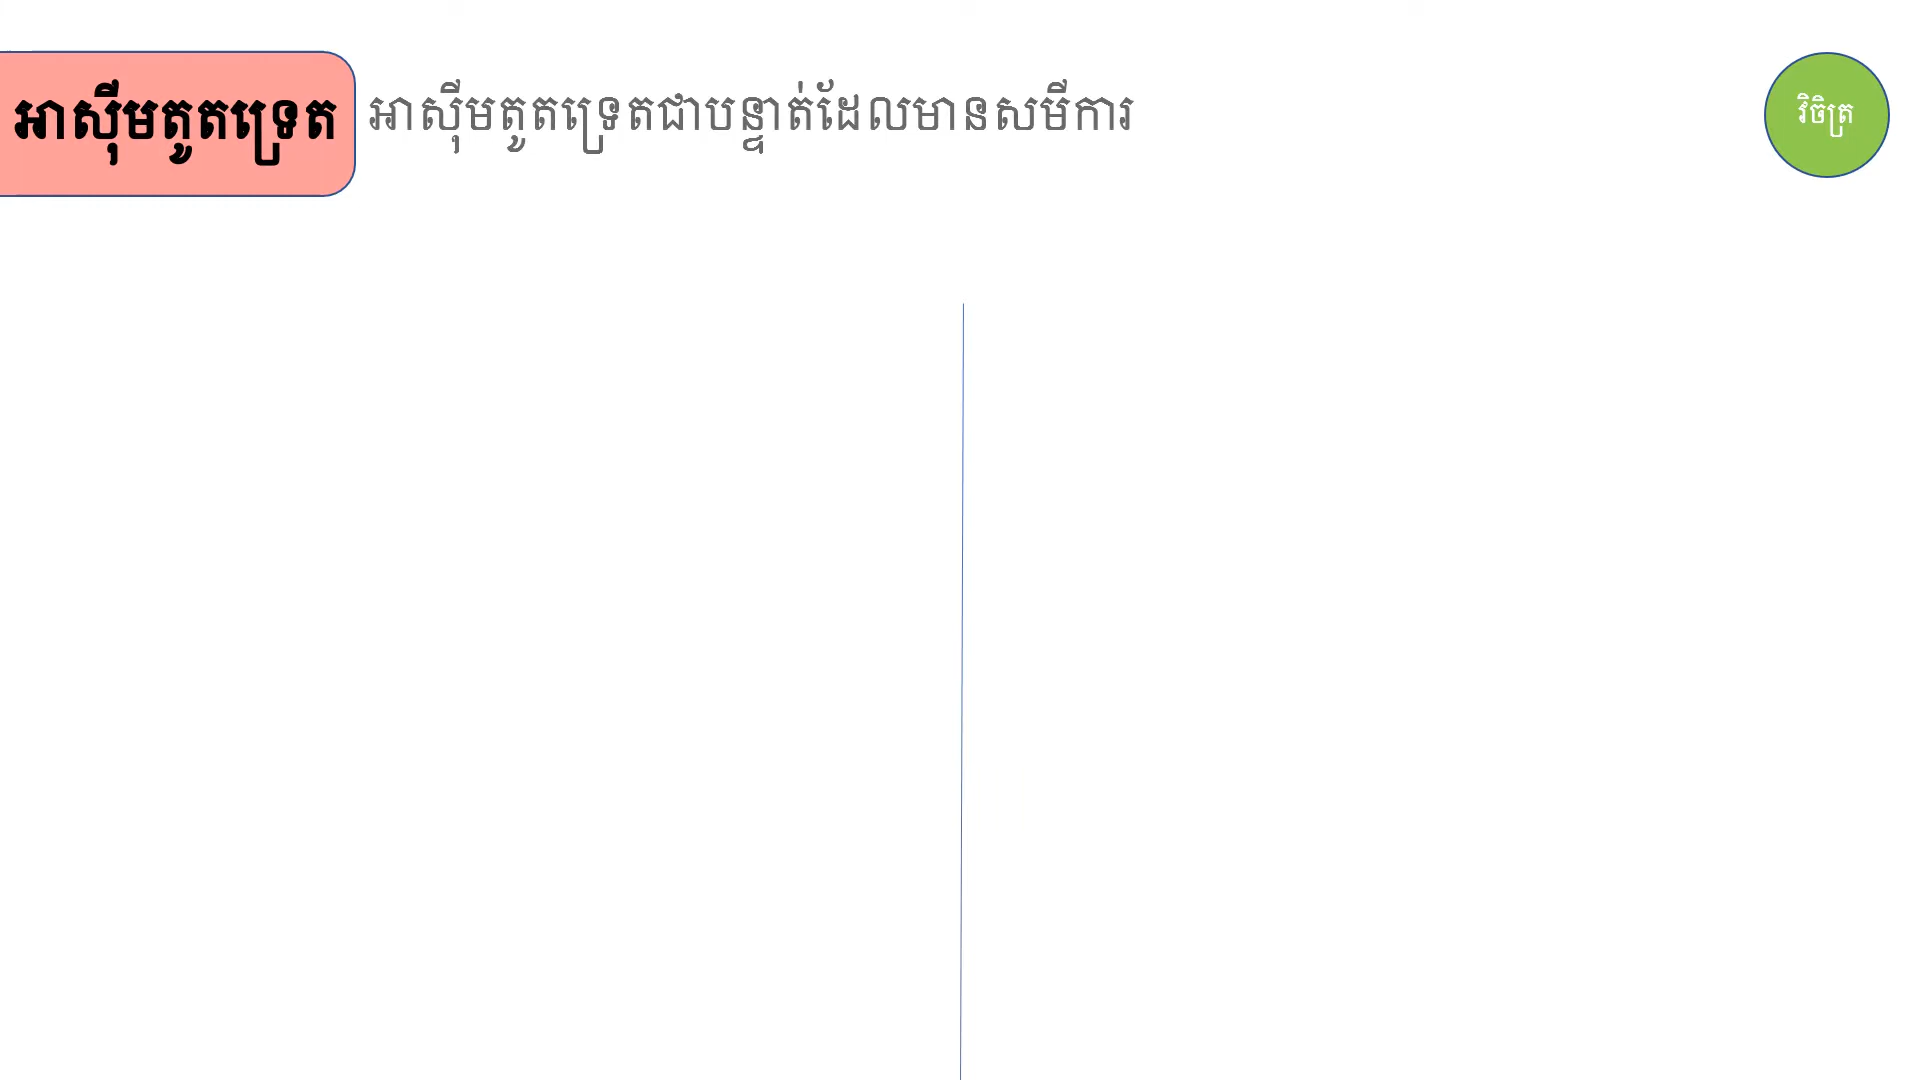 អាស៊ីមតូតទ្រេត
អាស៊ីមតូតទ្រេតជាបន្ទាត់ដែលមានសមីការ
វិចិត្រ